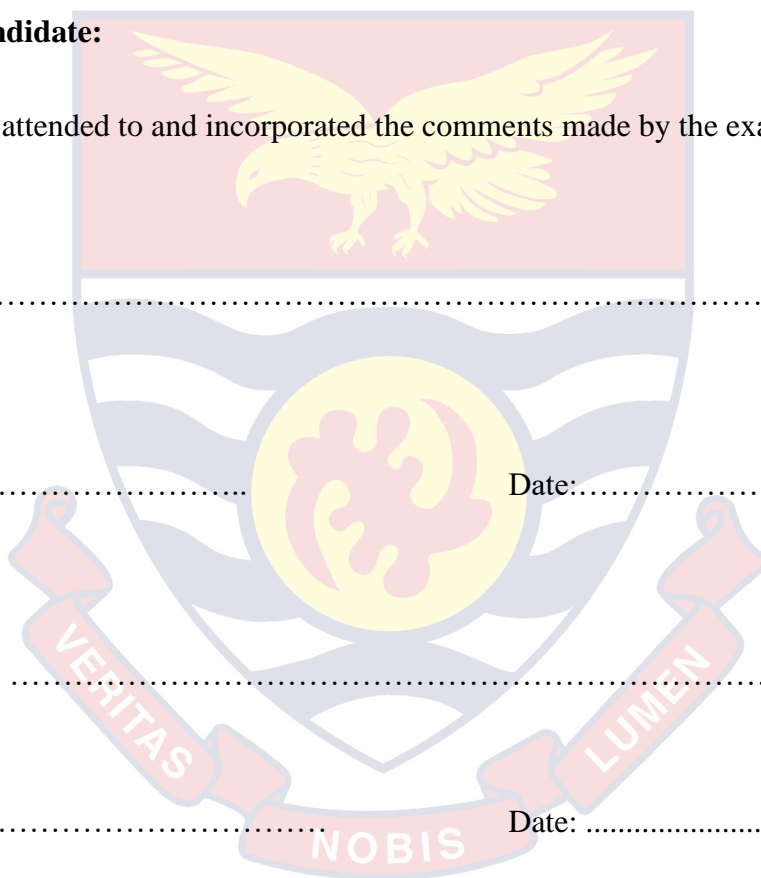 ndidate:
attended to and incorporated the comments made by the exa
…………………………………………………………………………
…………………….. Date:………………
…………………………………………………………………………
………………………… Date: ......................
VERITAS NOBIS LUMEN